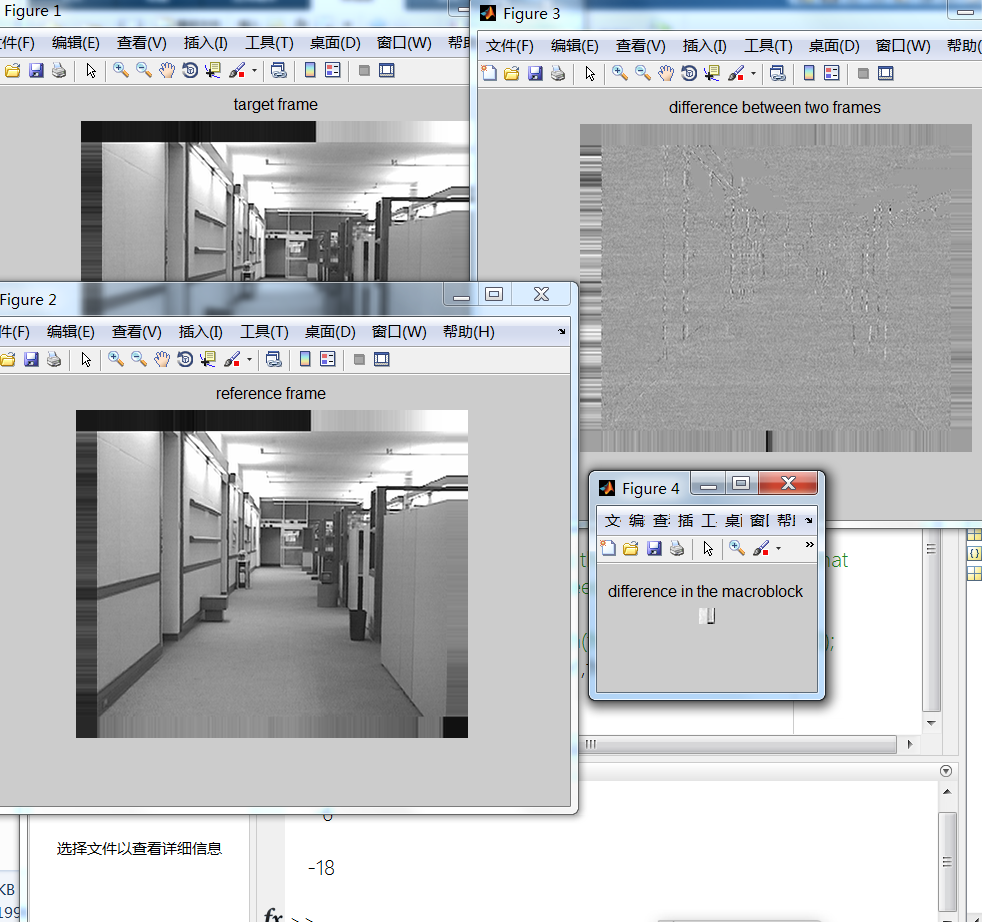 Figure 1
件(F) 编辑(E) 查看(V) 插入(I) 工具(T) 桌面(D) 窗口(W) 帮
target frame
Figure 3
文件(F) 编辑(E) 查看(V) 插入(I) 工具(T) 桌面(D) 窗口(W) 帮助(
difference between two frames
Figure 2
件(F) 编辑(E) 查看(V) 插入(I) 工具(T) 桌面(D) 窗口(W) 帮助(H)
reference frame
Figure 4
文 编 查 插 工 桌 窗 帮
difference in the macroblock
hat
);
-18
选择文件以查看详细信息
KB
199
fx >>